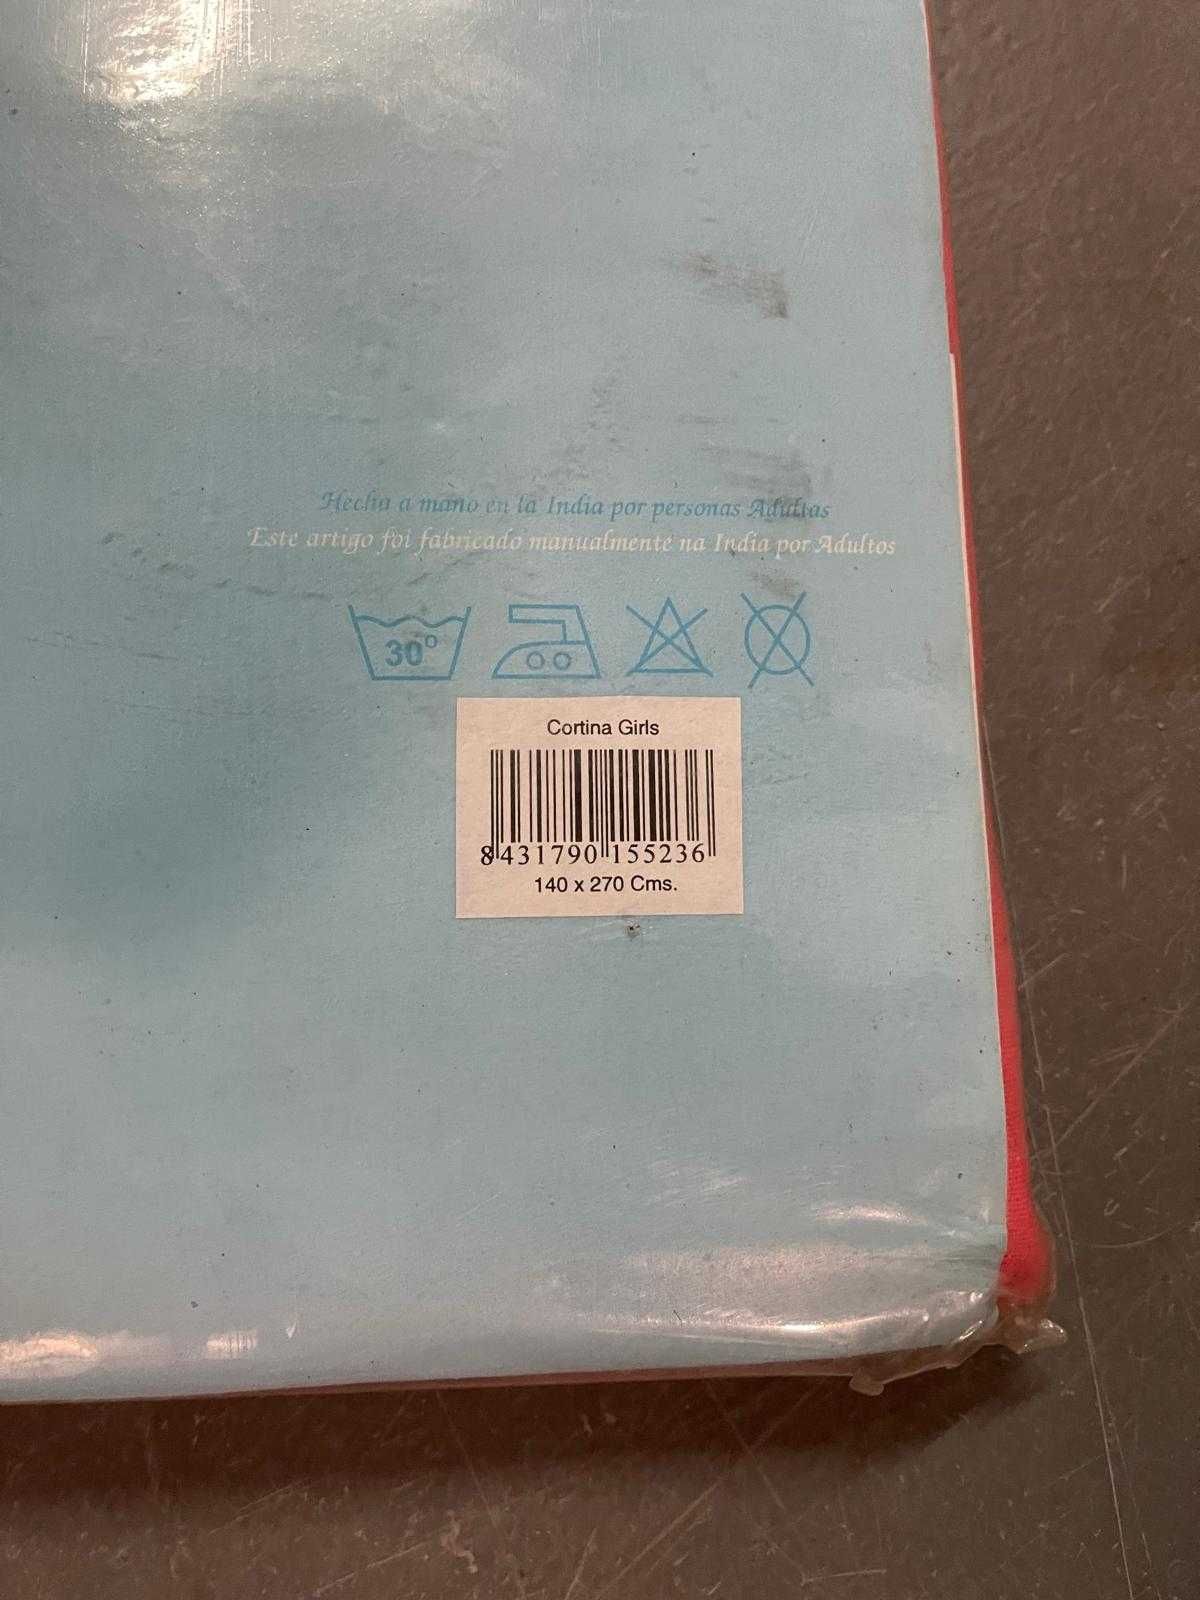 Hecha a mano en la India por personas Adultas
Este artigo foi fabricado manualmente na India por Adultos
30°
Cortina Girls
8 431790 155236
140 x 270 Cms.